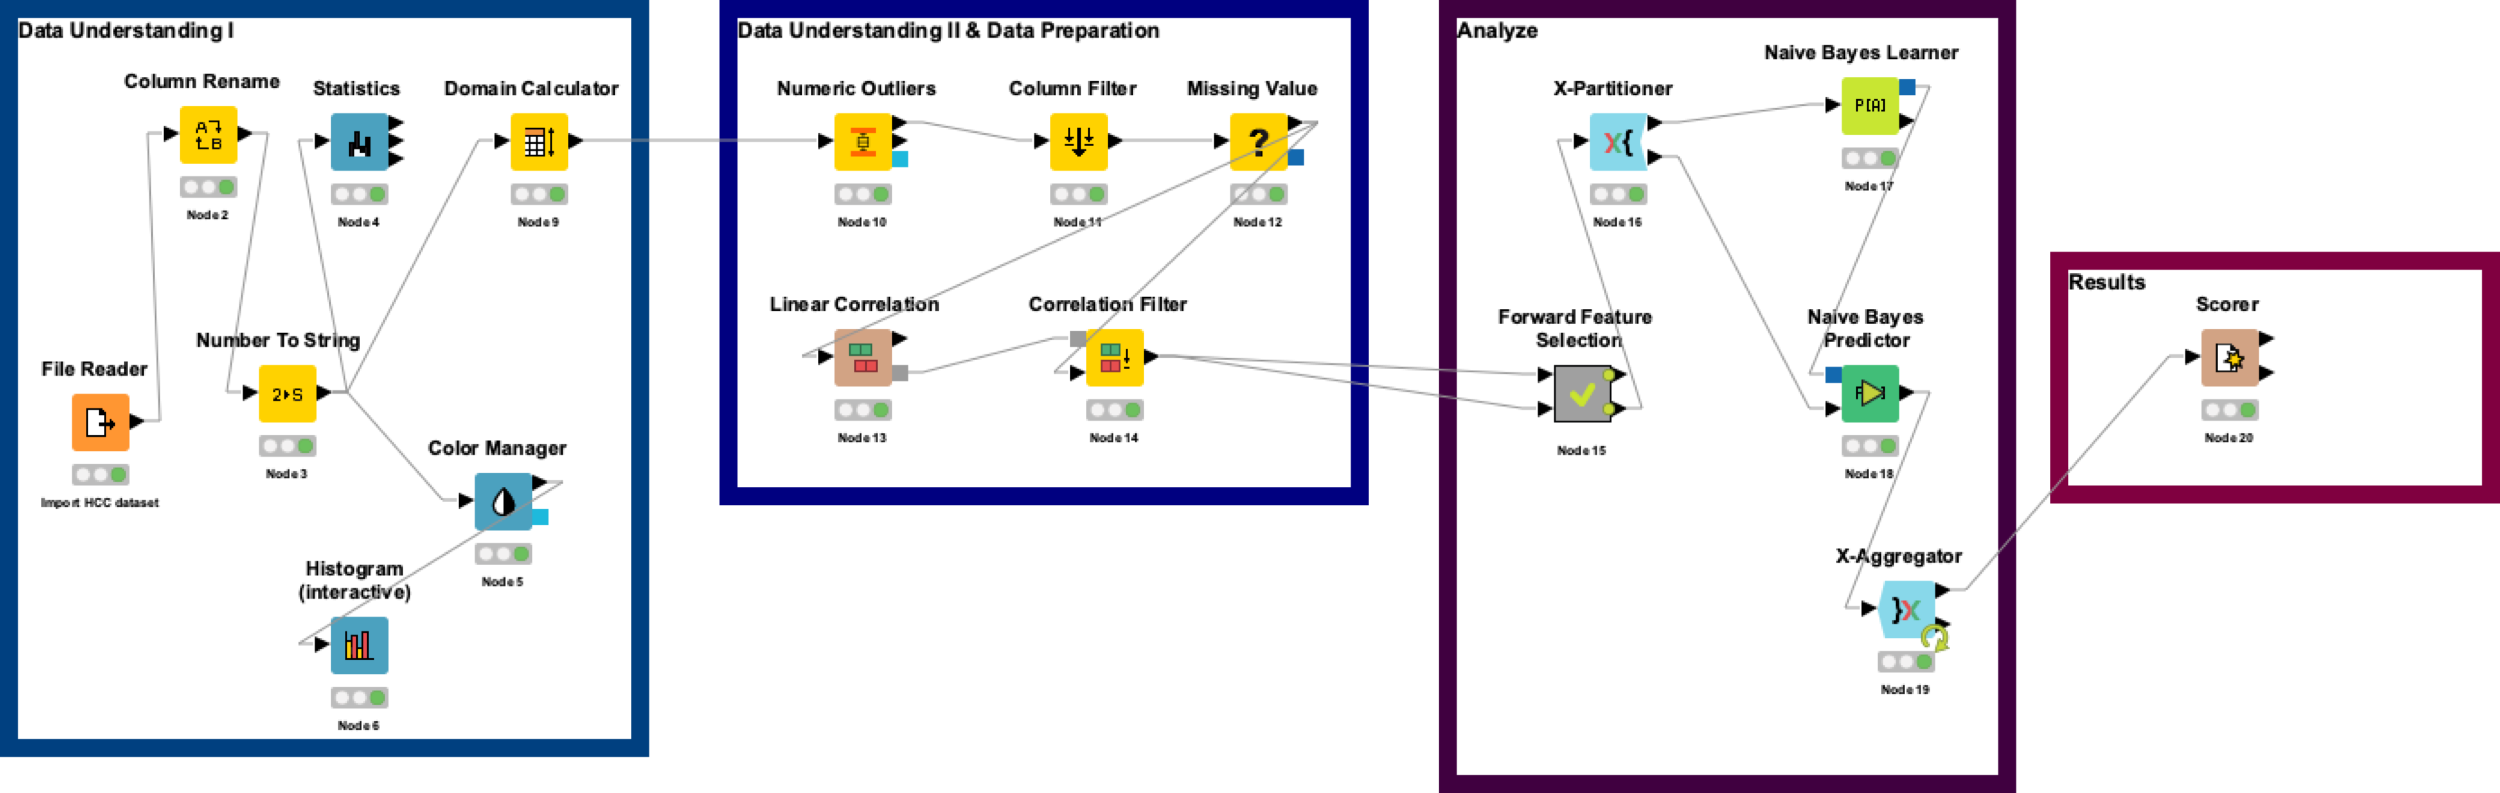 Data Understanding I
Column Rename
Node 2
Statistics
Node 4
Domain Calculator
Node 9
File Reader
Import HCC dataset
Number To String
2▸S
Node 3
Color Manager
Node 5
Histogram
(interactive)
Node 6
Data Understanding II & Data Preparation
Numeric Outliers
Node 10
Column Filter
Node 11
Missing Value
?
Node 12
Linear Correlation
Node 13
Correlation Filter
Node 14
Analyze
X-Partitioner
X{
Node 16
Naive Bayes Learner
P[A]
Node 17
Forward Feature
Selection
Node 15
Naive Bayes
Predictor
Node 18
X-Aggregator
}X
Node 19
Results
Scorer
Node 20